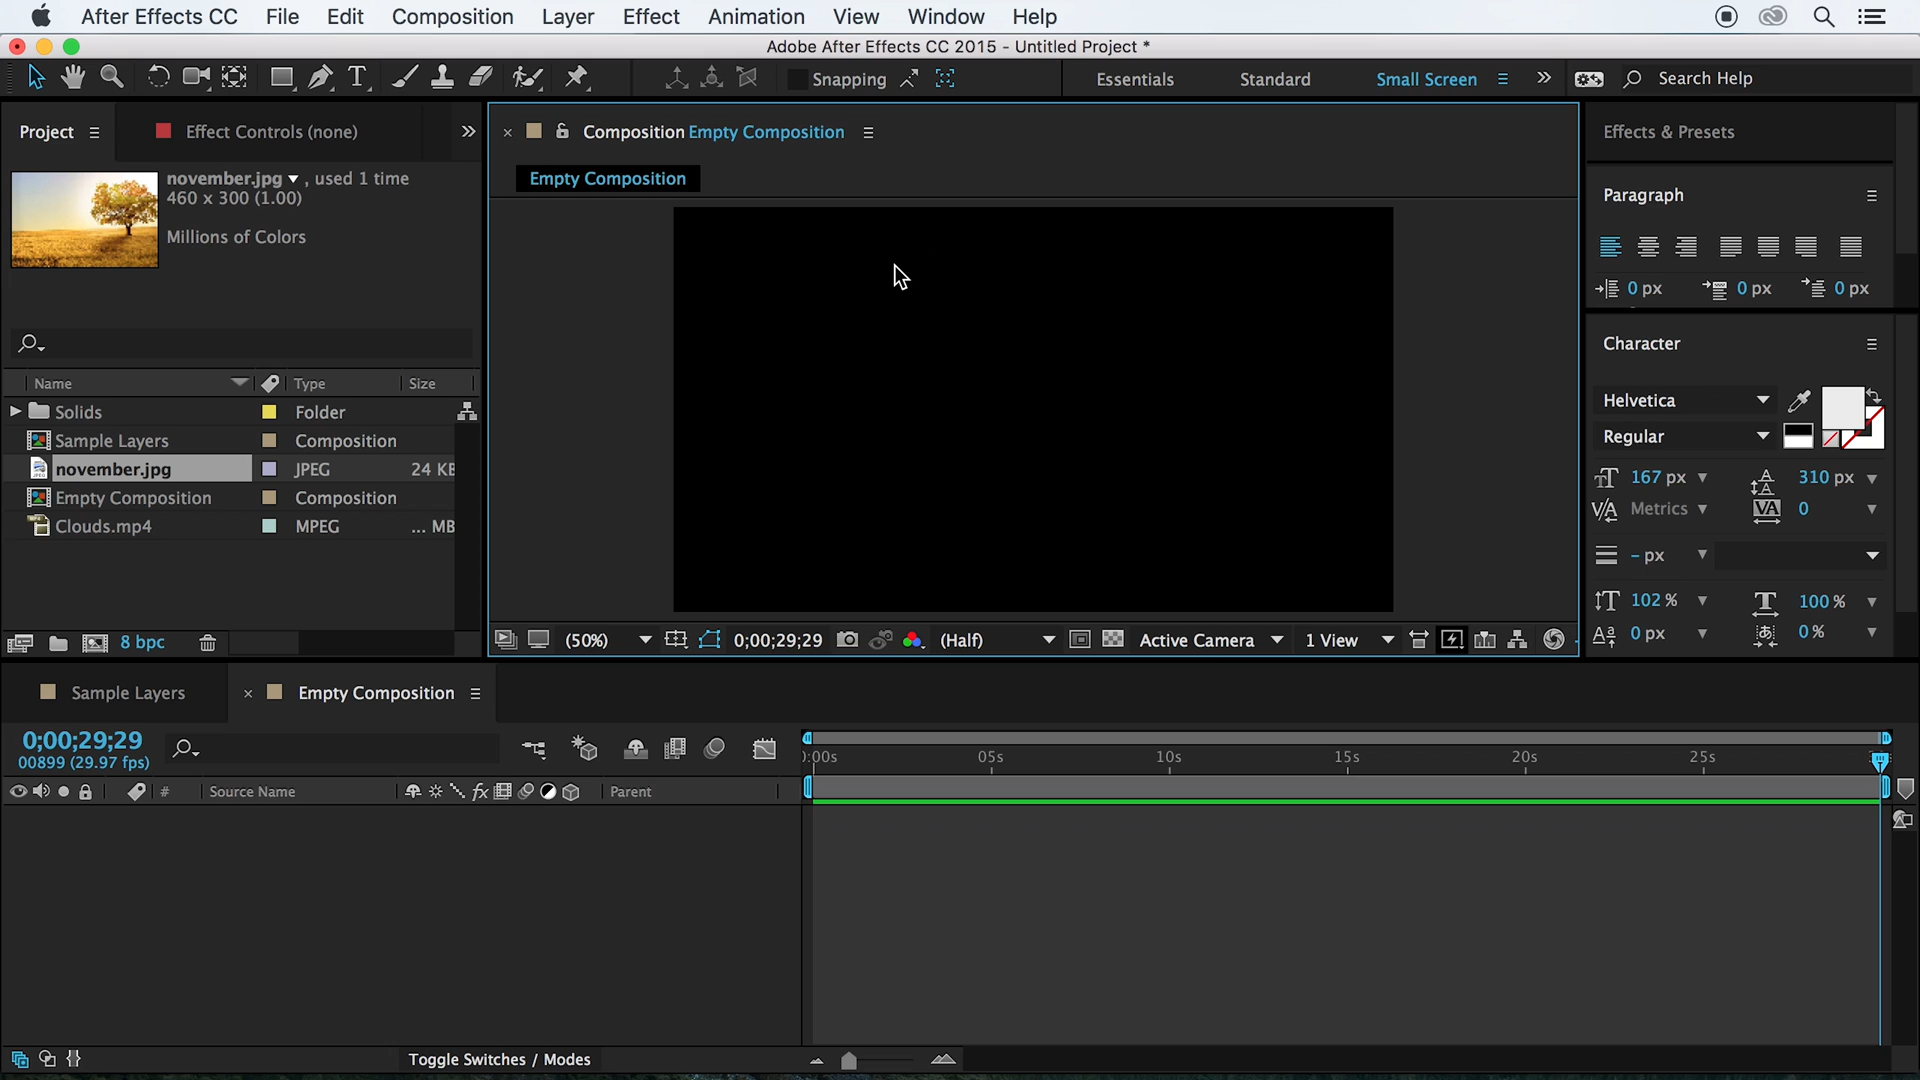 After Effects CC File Edit Composition Layer Effect Animation View Window Help
Adobe After Effects CC 2015 - Untitled Project *
Snapping Essentials Standard Small Screen Search Help
Project Effect Controls (none)
Composition Empty Composition
Effects & Presets
november.jpg , used 1 time
460 x 300 (1.00)
Millions of Colors
Empty Composition
Paragraph
0 px 0 px 0 px
Character
Name Type Size
Solids Folder
Sample Layers Composition
november.jpg JPEG 24 KB
Empty Composition Composition
Clouds.mp4 MPEG ... MB
Helvetica
Regular
167 px 310 px
Metrics 0
– px
102 % 100 %
0 px 0 %
8 bpc
(50%) 0;00;29;29 (Half) Active Camera 1 View
Sample Layers Empty Composition
0;00;29;29
00899 (29.97 fps)
# Source Name Parent
):00s 05s 10s 15s 20s 25s
Toggle Switches / Modes